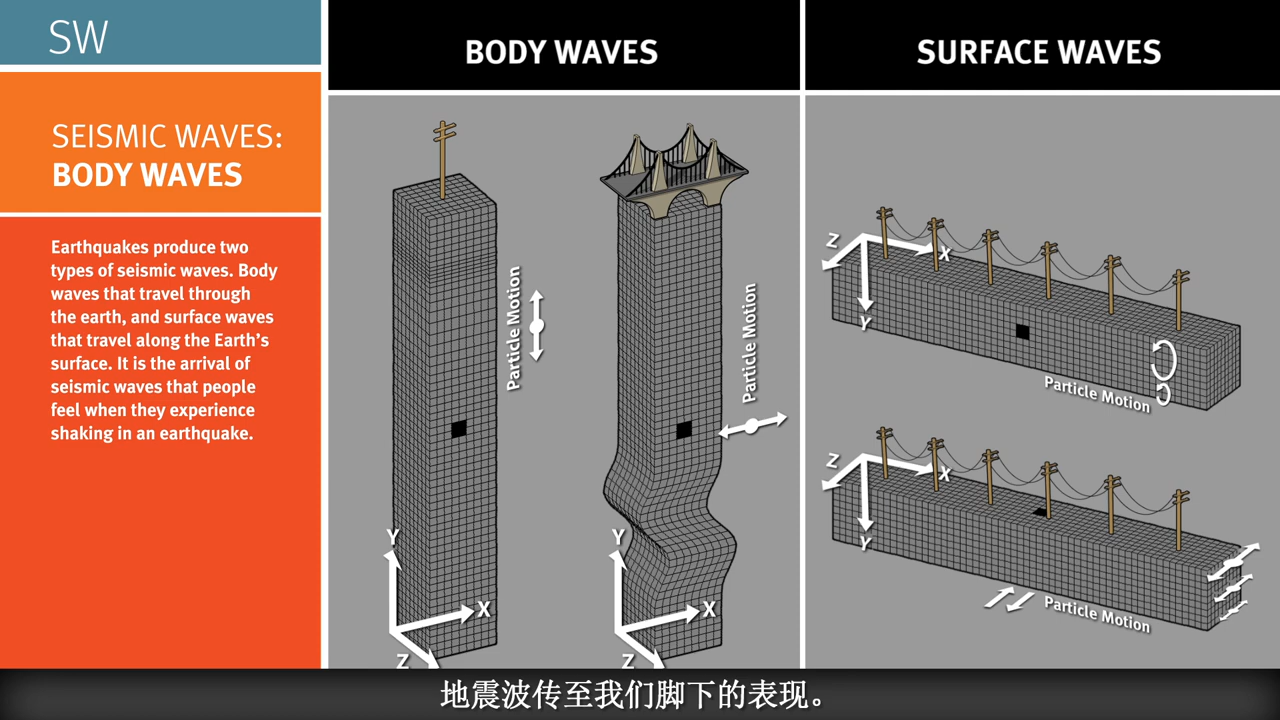 SW
SEISMIC WAVES:
BODY WAVES
Earthquakes produce two
types of seismic waves. Body
waves that travel through
the earth, and surface waves
that travel along the Earth's
surface. It is the arrival of
seismic waves that people
feel when they experience
shaking in an earthquake.
BODY WAVES
Particle Motion
Y
X
Z
Particle Motion
Y
X
Z
SURFACE WAVES
Z
X
Y
Particle Motion
Z
X
Y
Particle Motion
地震波传至我们脚下的表现。